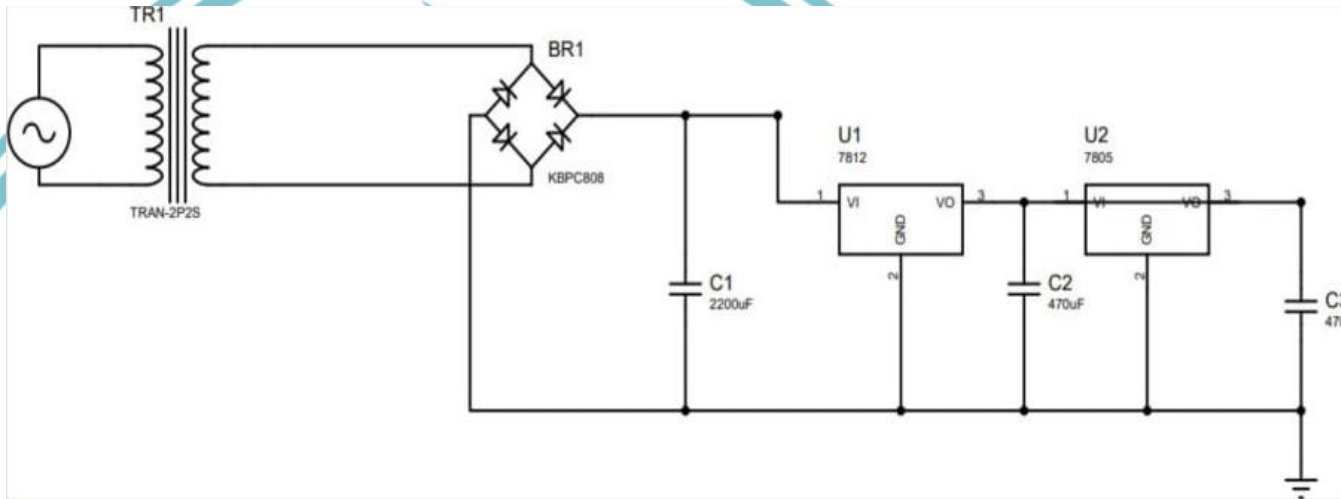 TR1
TRAN-2P2S
BR1
KBPC808
C1
2200uF
U1
7812
1
VI
VO
3
GND
2
C2
470uF
U2
7805
1
VI
VO
3
GND
2